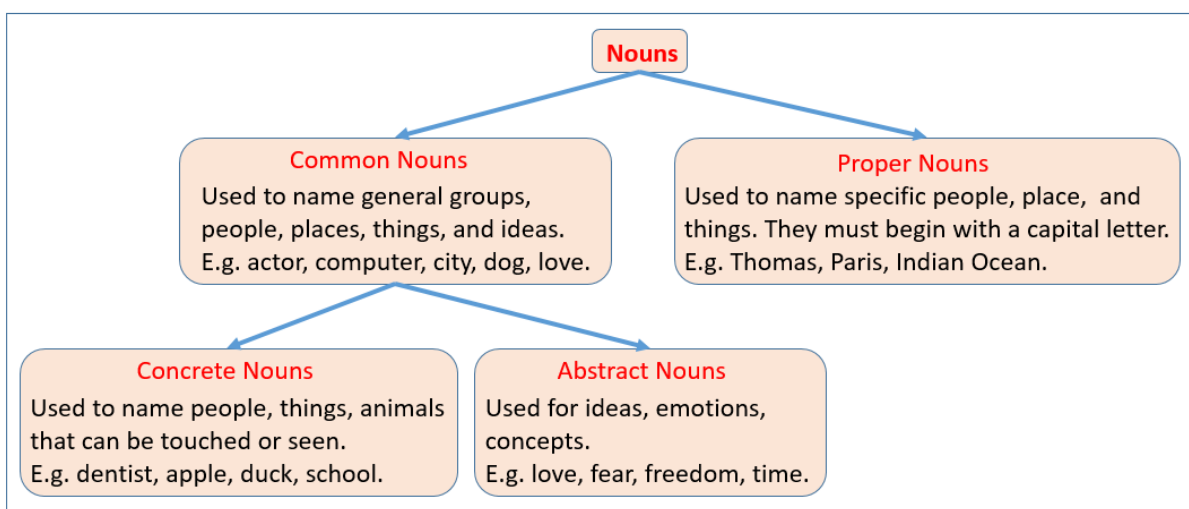 Nouns
Common Nouns
Used to name general groups,
people, places, things, and ideas.
E.g. actor, computer, city, dog, love.
Proper Nouns
Used to name specific people, place,  and
things. They must begin with a capital letter.
E.g. Thomas, Paris, Indian Ocean.
Concrete Nouns
Used to name people, things, animals
that can be touched or seen.
E.g. dentist, apple, duck, school.
Abstract Nouns
Used for ideas, emotions,
concepts.
E.g. love, fear, freedom, time.